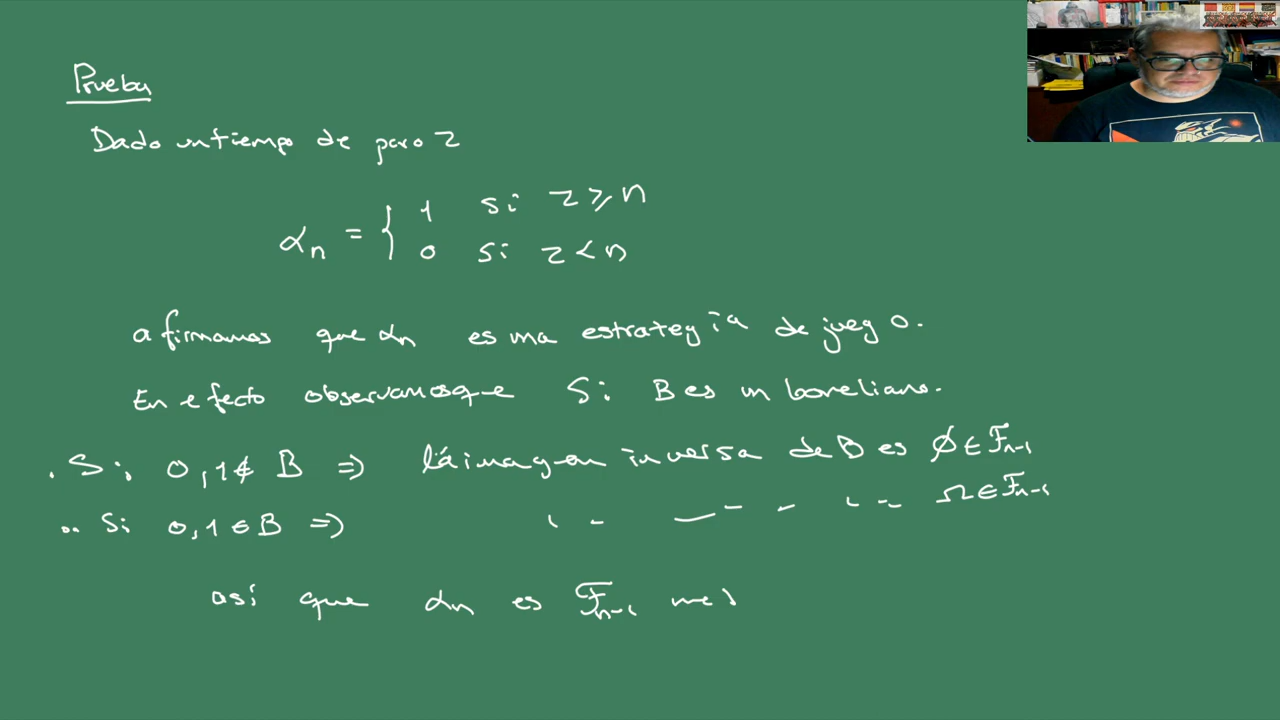 Prueba
Dado un tiempo de paro τ
αn = { 1 si τ ≥ n
0 si τ < n
afirmamos que αn es una estrategia de juego.
En efecto observamos que Si B es un boreliano.
. Si 0,1 ∉ B ⇒ la imagen inversa de B es ∅ ∈ ℱn-1
.. Si 0,1 ∈ B ⇒ Ω ∈ ℱn-1
así que αn es ℱn-1 me